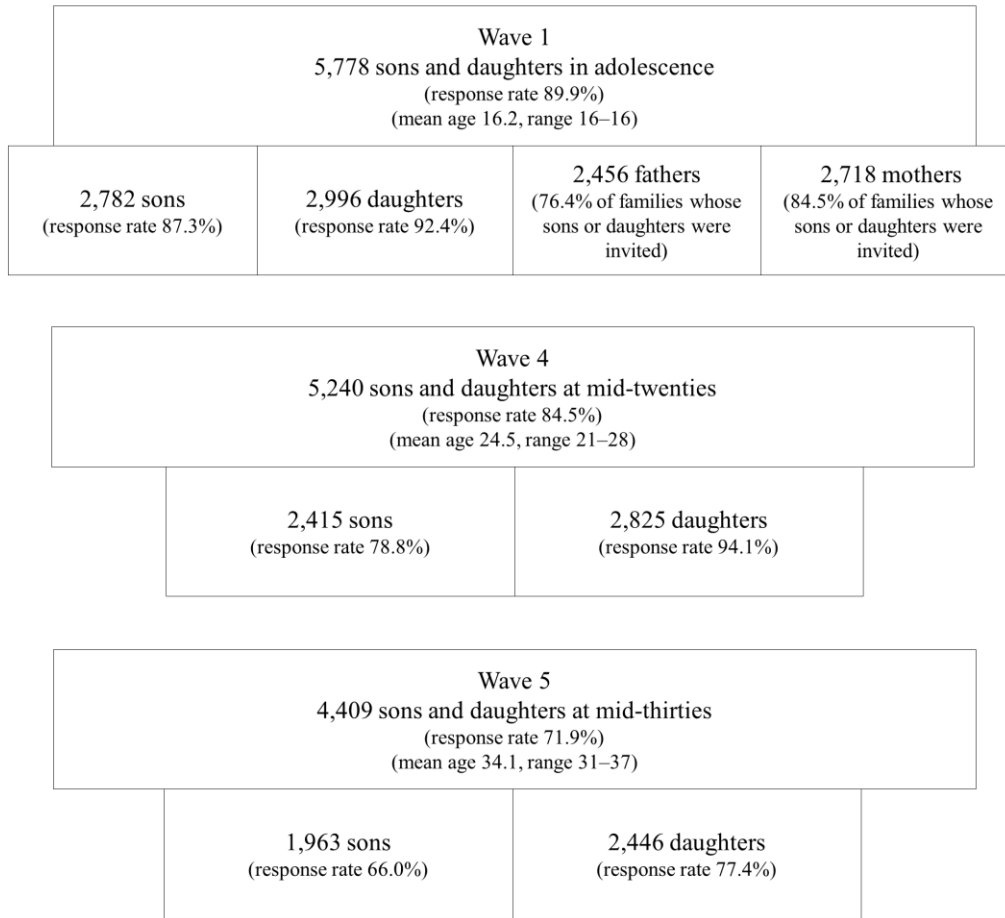 Wave 1
5,778 sons and daughters in adolescence
(response rate 89.9%)
(mean age 16.2, range 16–16)
2,782 sons
(response rate 87.3%)
2,996 daughters
(response rate 92.4%)
2,456 fathers
(76.4% of families whose
sons or daughters were
invited)
2,718 mothers
(84.5% of families whose
sons or daughters were
invited)
Wave 4
5,240 sons and daughters at mid-twenties
(response rate 84.5%)
(mean age 24.5, range 21–28)
2,415 sons
(response rate 78.8%)
2,825 daughters
(response rate 94.1%)
Wave 5
4,409 sons and daughters at mid-thirties
(response rate 71.9%)
(mean age 34.1, range 31–37)
1,963 sons
(response rate 66.0%)
2,446 daughters
(response rate 77.4%)